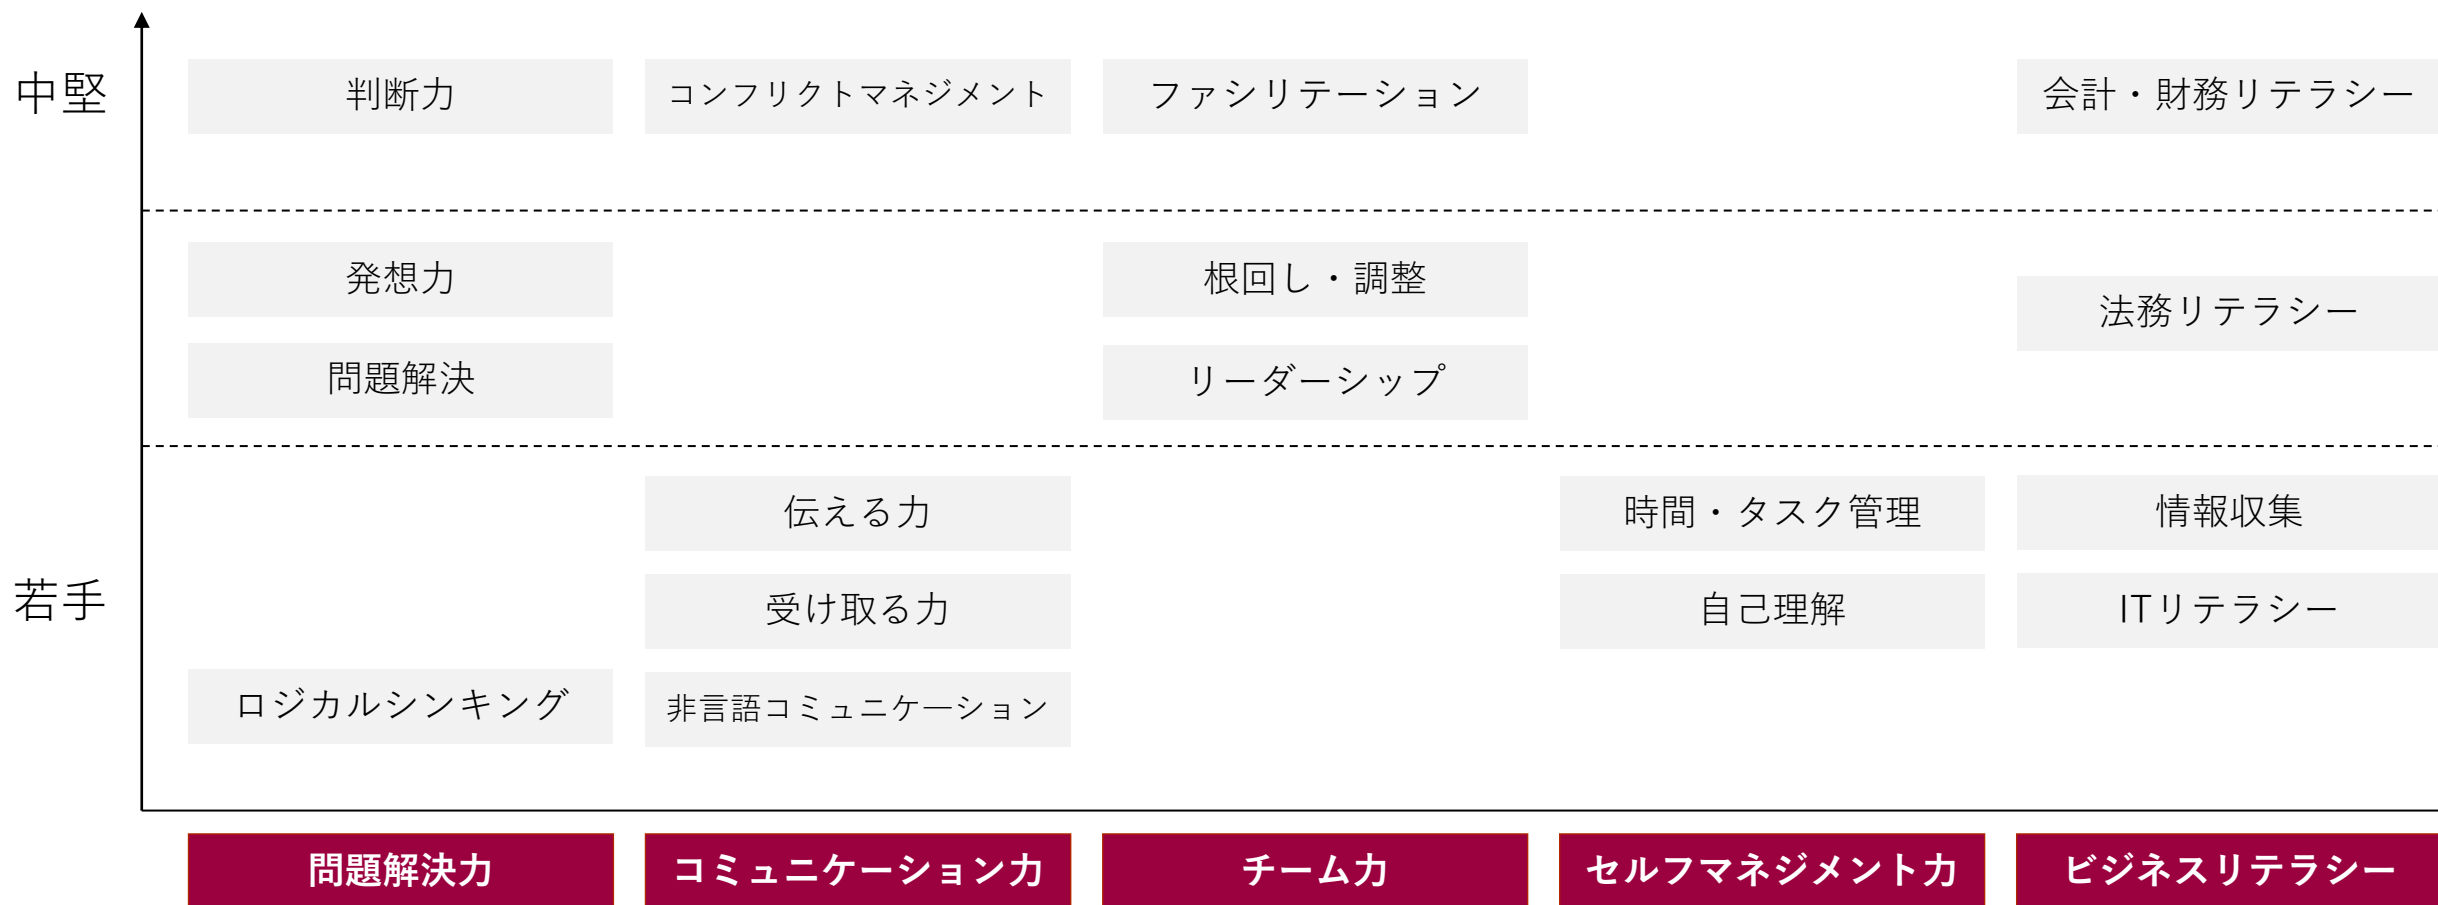 中堅
判断力
コンフリクトマネジメント
ファシリテーション
会計・財務リテラシー
発想力
根回し・調整
法務リテラシー
問題解決
リーダーシップ
伝える力
時間・タスク管理
情報収集
若手
受け取る力
自己理解
ITリテラシー
ロジカルシンキング
非言語コミュニケーション
問題解決力
コミュニケーション力
チーム力
セルフマネジメント力
ビジネスリテラシー